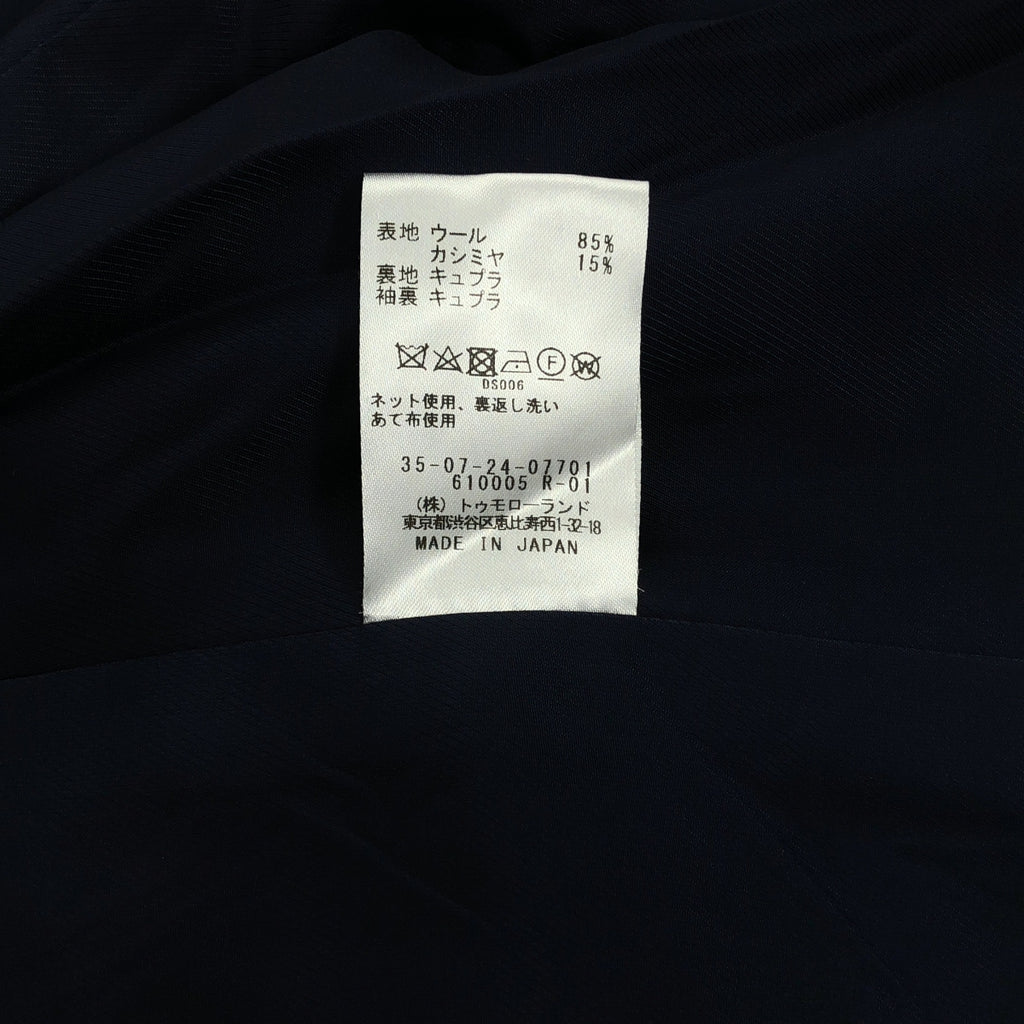 表地 ウール 85%
カシミヤ 15%
裏地 キュプラ
袖裏 キュプラ
F W
DS006
ネット使用、裏返し洗い
あて布使用
35-07-24-07701
610005 R-01
(株) トゥモローランド
東京都渋谷区恵比寿西1-32-18
MADE IN JAPAN